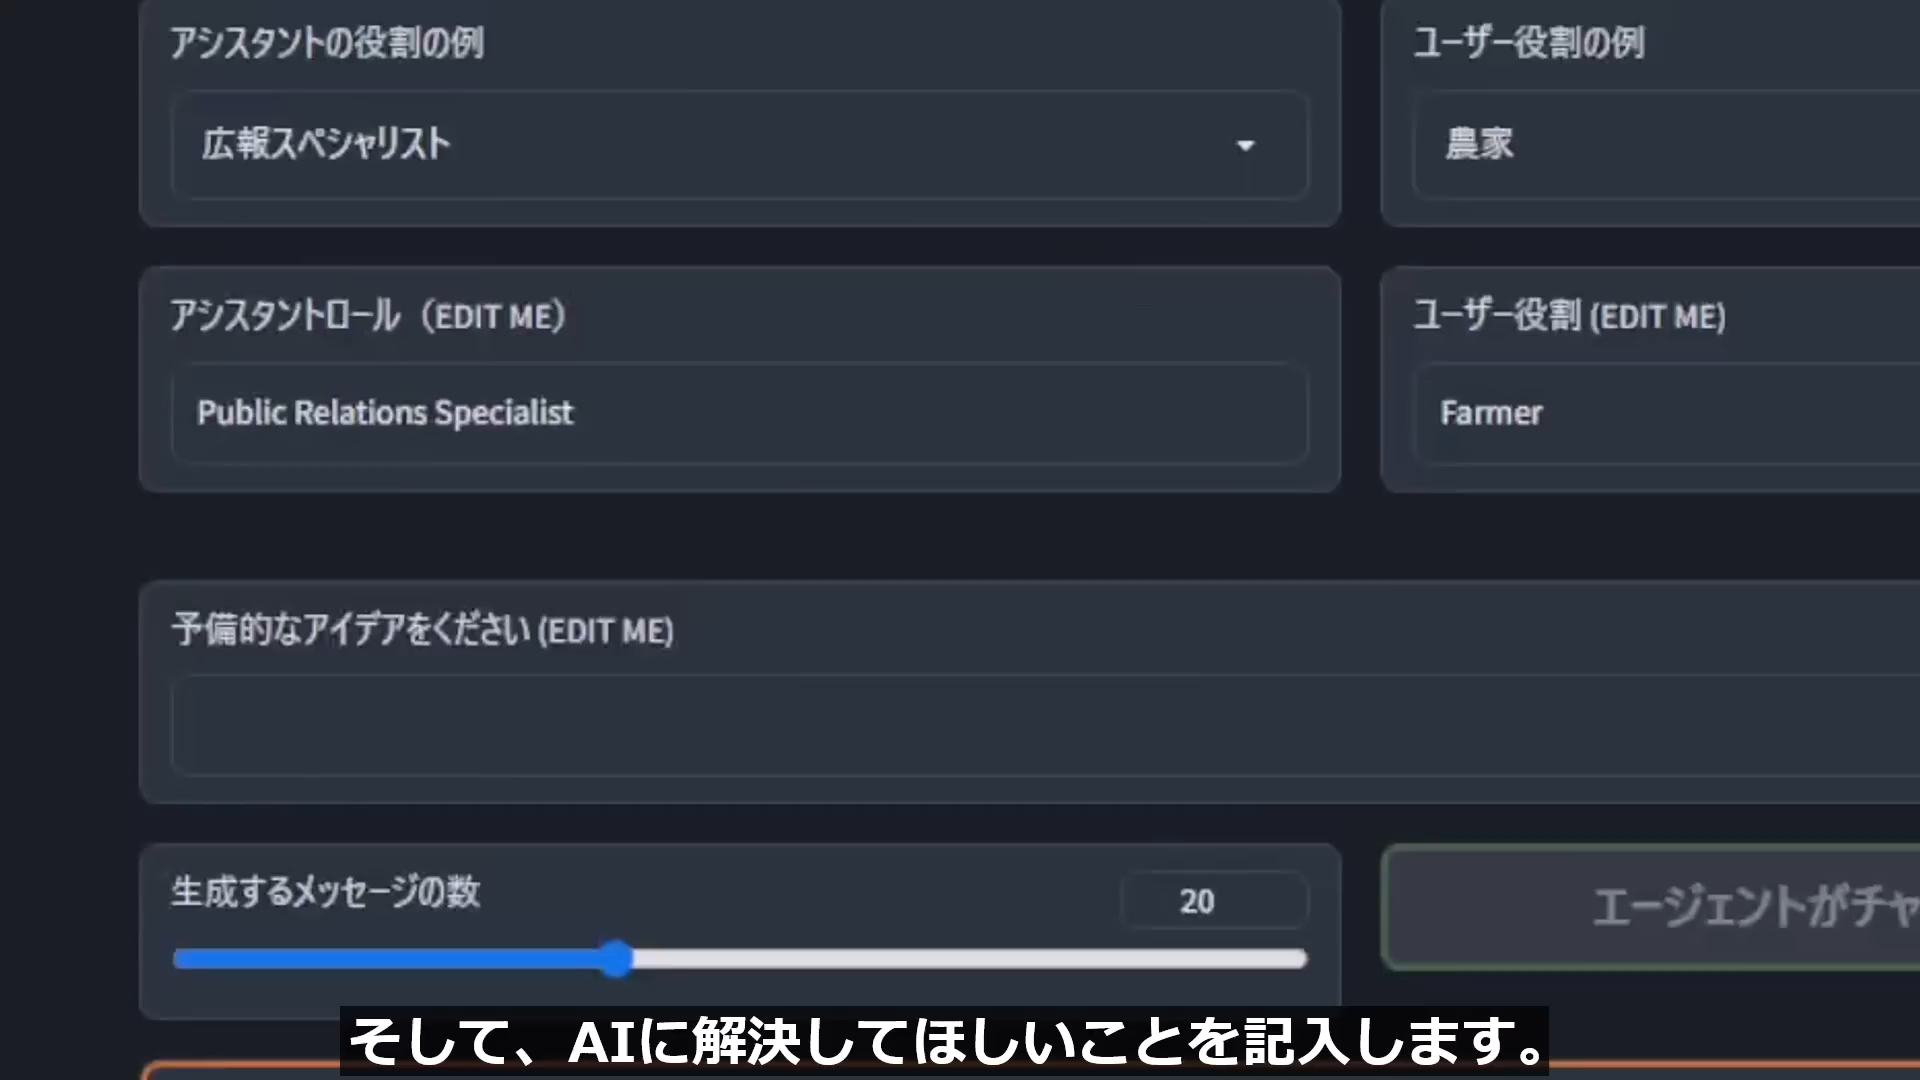 アシスタントの役割の例
広報スペシャリスト
ユーザー役割の例
農家
アシスタントロール（EDIT ME）
Public Relations Specialist
ユーザー役割 (EDIT ME)
Farmer
予備的なアイデアをください (EDIT ME)
生成するメッセージの数
20
エージェントがチャ
そして、AIに解決してほしいことを記入します。